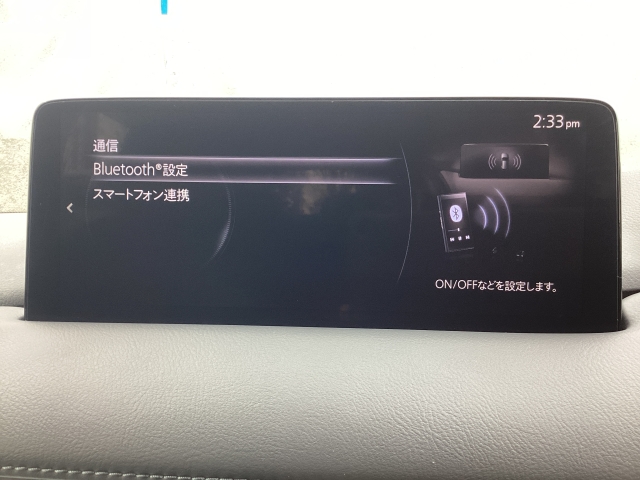 2:33pm
通信
Bluetooth®設定
スマートフォン連携
ON/OFFなどを設定します。